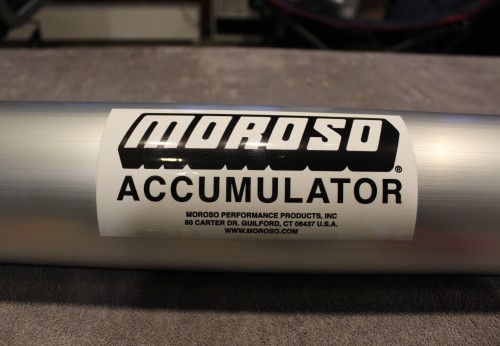 MOROSO®
ACCUMULATOR
MOROSO PERFORMANCE PRODUCTS, INC
80 CARTER DR. GUILFORD, CT 06437 U.S.A.
WWW.MOROSO.COM